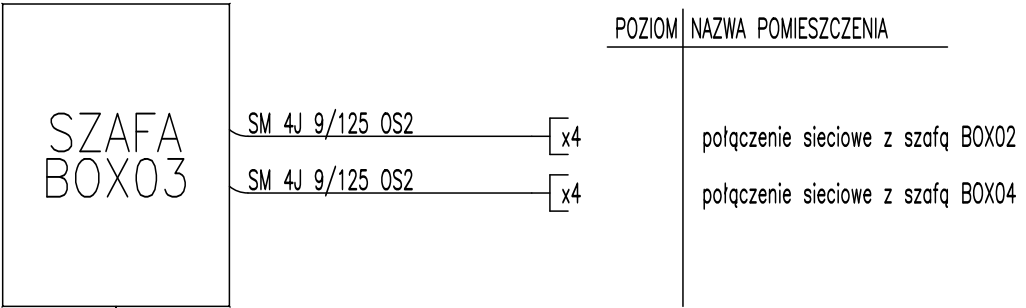 POZIOM NAZWA POMIESZCZENIA
SZAFA
BOX03
SM 4J 9/125 OS2
x4
połączenie sieciowe z szafą BOX02
SM 4J 9/125 OS2
x4
połączenie sieciowe z szafą BOX04